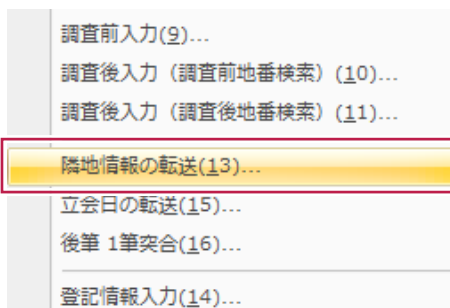 調査前入力(9)...
調査後入力（調査前地番検索）(10)...
調査後入力（調査後地番検索）(11)...
隣地情報の転送(13)...
立会日の転送(15)...
後筆 1筆突合(16)...
登記情報入力(14)...